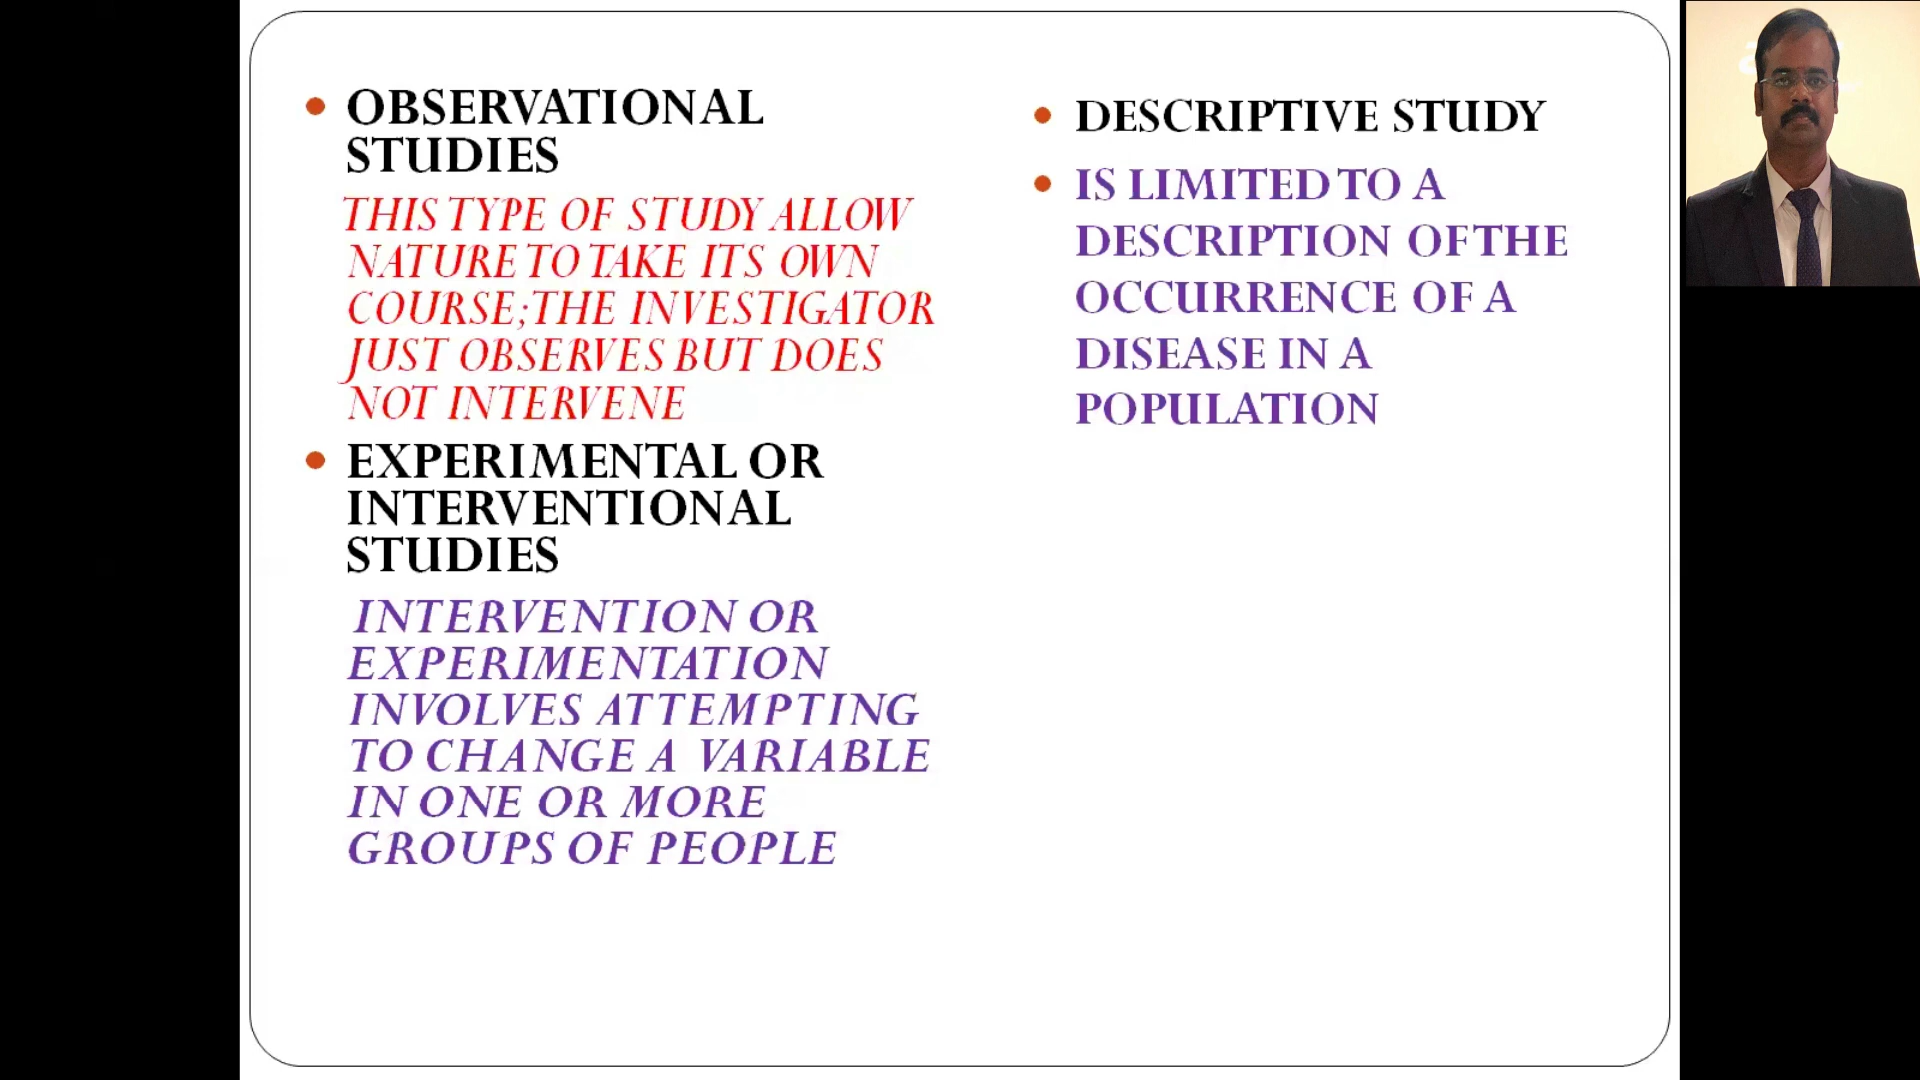 OBSERVATIONAL
STUDIES
THIS TYPE OF STUDY ALLOW
NATURE TO TAKE ITS OWN
COURSE;THE INVESTIGATOR
JUST OBSERVES BUT DOES
NOT INTERVENE
EXPERIMENTAL OR
INTERVENTIONAL
STUDIES
INTERVENTION OR
EXPERIMENTATION
INVOLVES ATTEMPTING
TO CHANGE A VARIABLE
IN ONE OR MORE
GROUPS OF PEOPLE
DESCRIPTIVE STUDY
IS LIMITED TO A
DESCRIPTION OF THE
OCCURRENCE OF A
DISEASE IN A
POPULATION